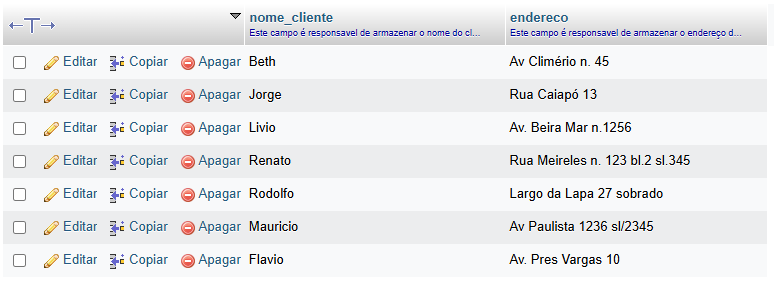 nome_cliente endereco
Este campo é responsavel de armazenar o nome do cl... Este campo é responsavel de armazenar o endereço d...
Editar Copiar Apagar Beth Av Climério n. 45
Editar Copiar Apagar Jorge Rua Caiapó 13
Editar Copiar Apagar Livio Av. Beira Mar n.1256
Editar Copiar Apagar Renato Rua Meireles n. 123 bl.2 sl.345
Editar Copiar Apagar Rodolfo Largo da Lapa 27 sobrado
Editar Copiar Apagar Mauricio Av Paulista 1236 sl/2345
Editar Copiar Apagar Flavio Av. Pres Vargas 10